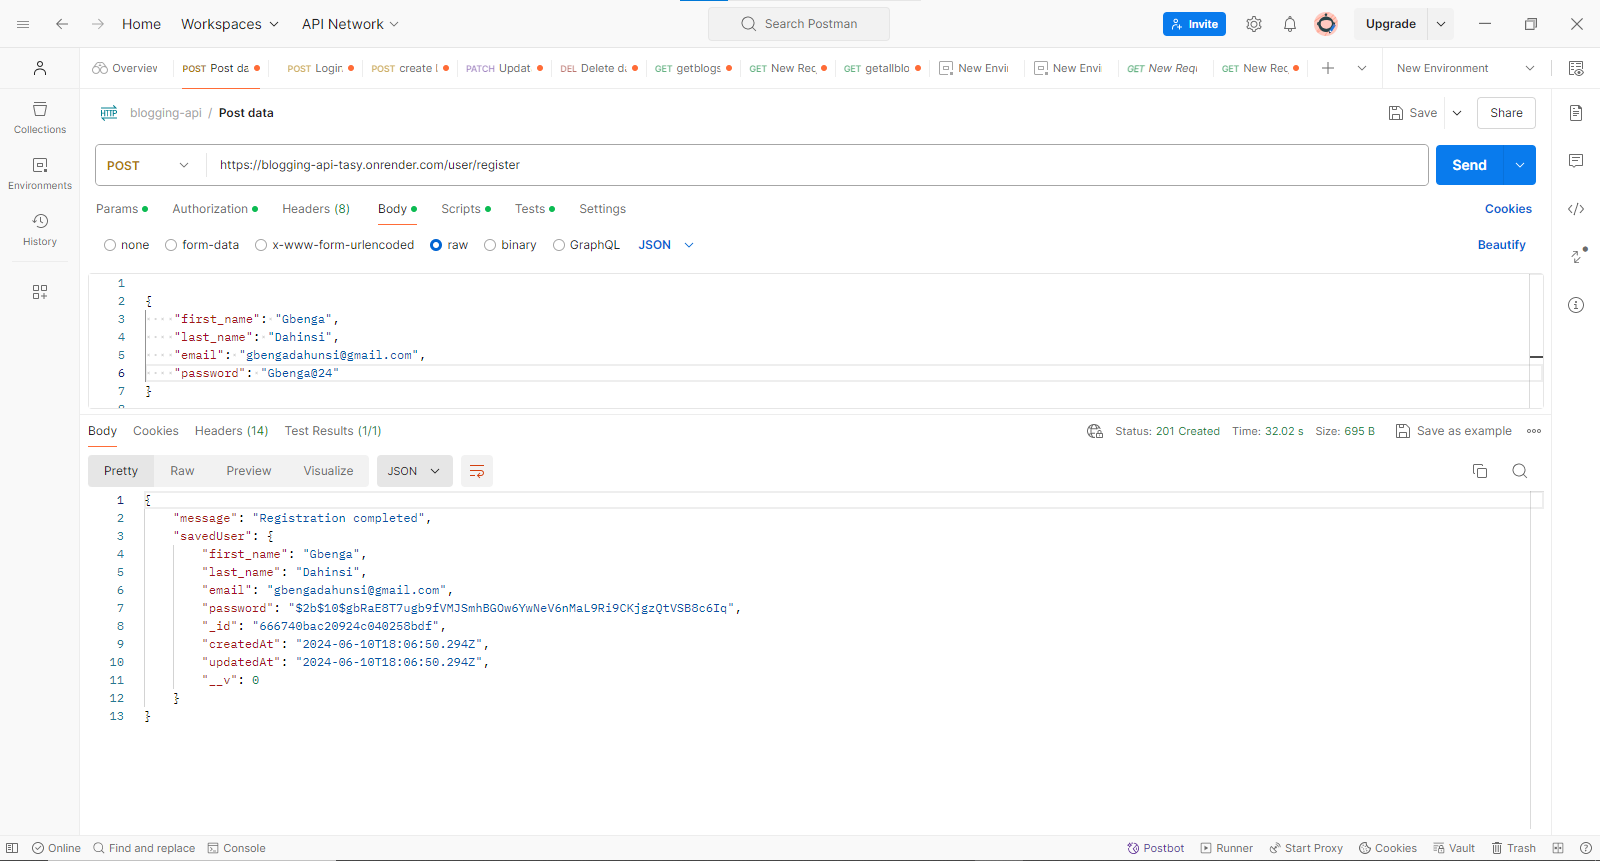 Home Workspaces API Network Search Postman Invite Upgrade
Overview POST Post da POST Login PATCH Updat DEL Delete d GET getblogs GET New Req GET getallblo New Envi New Envi GET New Requ GET New Req New Environment
POST create
HTTP blogging-api / Post data Save Share
POST https://blogging-api-tasy.onrender.com/user/register Send
Params Authorization Headers (8) Body Scripts Tests Settings Cookies
none form-data x-www-form-urlencoded raw binary GraphQL JSON Beautify
Collections
Environments
History
1
2 {
3 "first_name": "Gbenga",
4 "last_name": "Dahinsi",
5 "email": "gbengadahunsi@gmail.com",
6 "password": "Gbenga@24"
7 }
8
Body Cookies Headers (14) Test Results (1/1) Status: 201 Created Time: 32.02 s Size: 695 B Save as example
Pretty Raw Preview Visualize JSON
1 {
2 "message": "Registration completed",
3 "savedUser": {
4 "first_name": "Gbenga",
5 "last_name": "Dahinsi",
6 "email": "gbengadahunsi@gmail.com",
7 "password": "$2b$10$gbRaE8T7ugb9fVMJSmhBGOw6YwNeV6nMaL9Ri9CKjgzQtVSB8c6Iq",
8 "_id": "666740bac20924c040258bdf",
9 "createdAt": "2024-06-10T18:06:50.294Z",
10 "updatedAt": "2024-06-10T18:06:50.294Z",
11 "__v": 0
12 }
13 }
Online Find and replace Console Postbot Runner Start Proxy Cookies Vault Trash